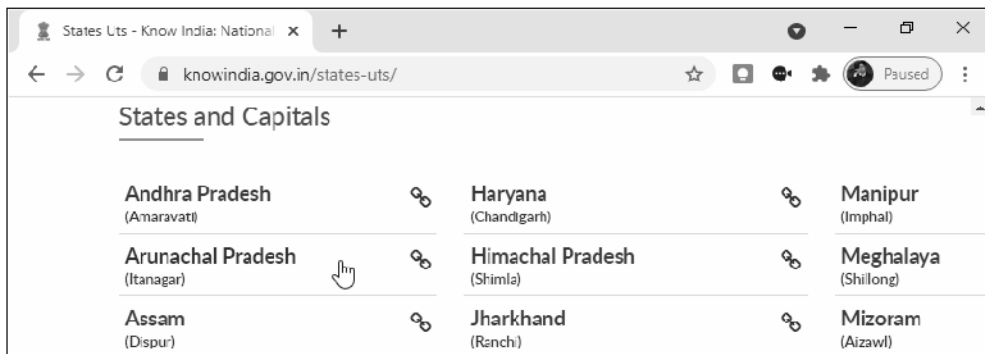 States Uts - Know India: National
knowindia.gov.in/states-uts/
Paused
States and Capitals
Andhra Pradesh
(Amaravati)
Haryana
(Chandigarh)
Manipur
(Imphal)
Arunachal Pradesh
(Itanagar)
Himachal Pradesh
(Shimla)
Meghalaya
(Shillong)
Assam
(Dispur)
Jharkhand
(Ranchi)
Mizoram
(Aizawl)